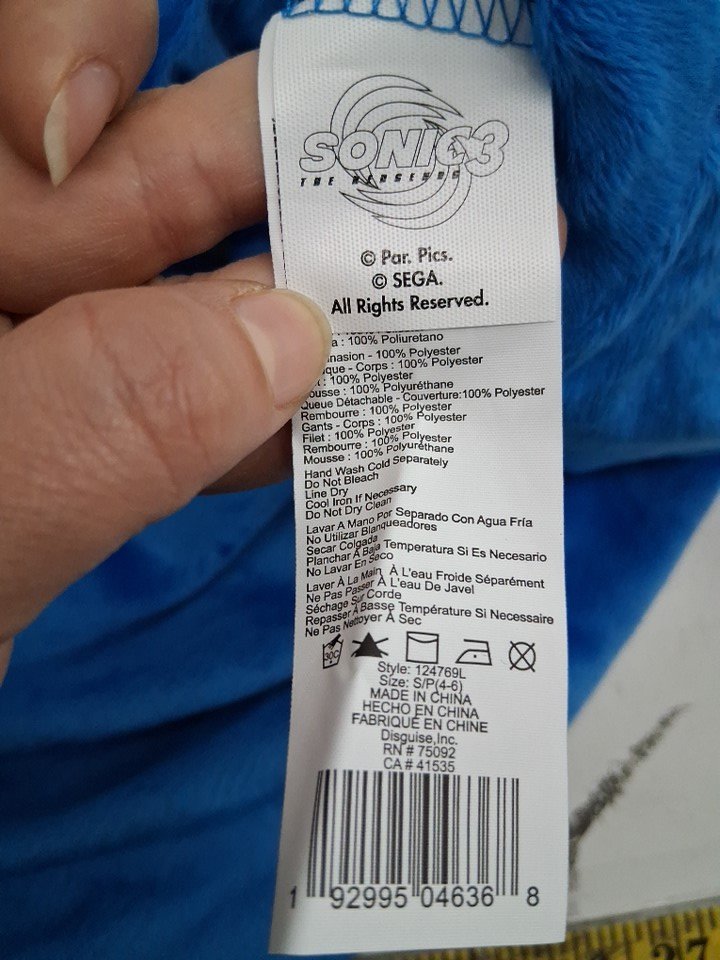 SONIC 3
THE HEDGEHOG
© Par. Pics.
© SEGA.
All Rights Reserved.
: 100% Poliuretano
100% Polyester
Corps : 100% Polyester
: 100% Polyester
100% Polyuréthane
Queue Détachable - Couverture:100% Polyester
Rembourre : 100% Polyester
Gants - Corps : 100% Polyester
Filet : 100% Polyester
Rembourre : 100% Polyester
Mousse : 100% Polyuréthane
Hand Wash Cold Separately
Do Not Bleach
Line Dry
Cool Iron If Necessary
Do Not Dry Clean
Lavar A Mano Por Separado Con Agua Fría
No Utilizar Blanqueadores
Secar Colgada
Planchar A Baja Temperatura Si Es Necesario
No Lavar En Seco
Laver À La Main À L'eau Froide Séparément
Ne Pas Passer À L'eau De Javel
Séchage Sur Corde
Repasser À Basse Température Si Necessaire
Ne Pas Nettoyer À Sec
30C
Style: 124769L
Size: S/P(4-6)
MADE IN CHINA
HECHO EN CHINA
FABRIQUÉ EN CHINE
Disguise,Inc.
RN # 75092
CA # 41535
1 92995 04636 8
27